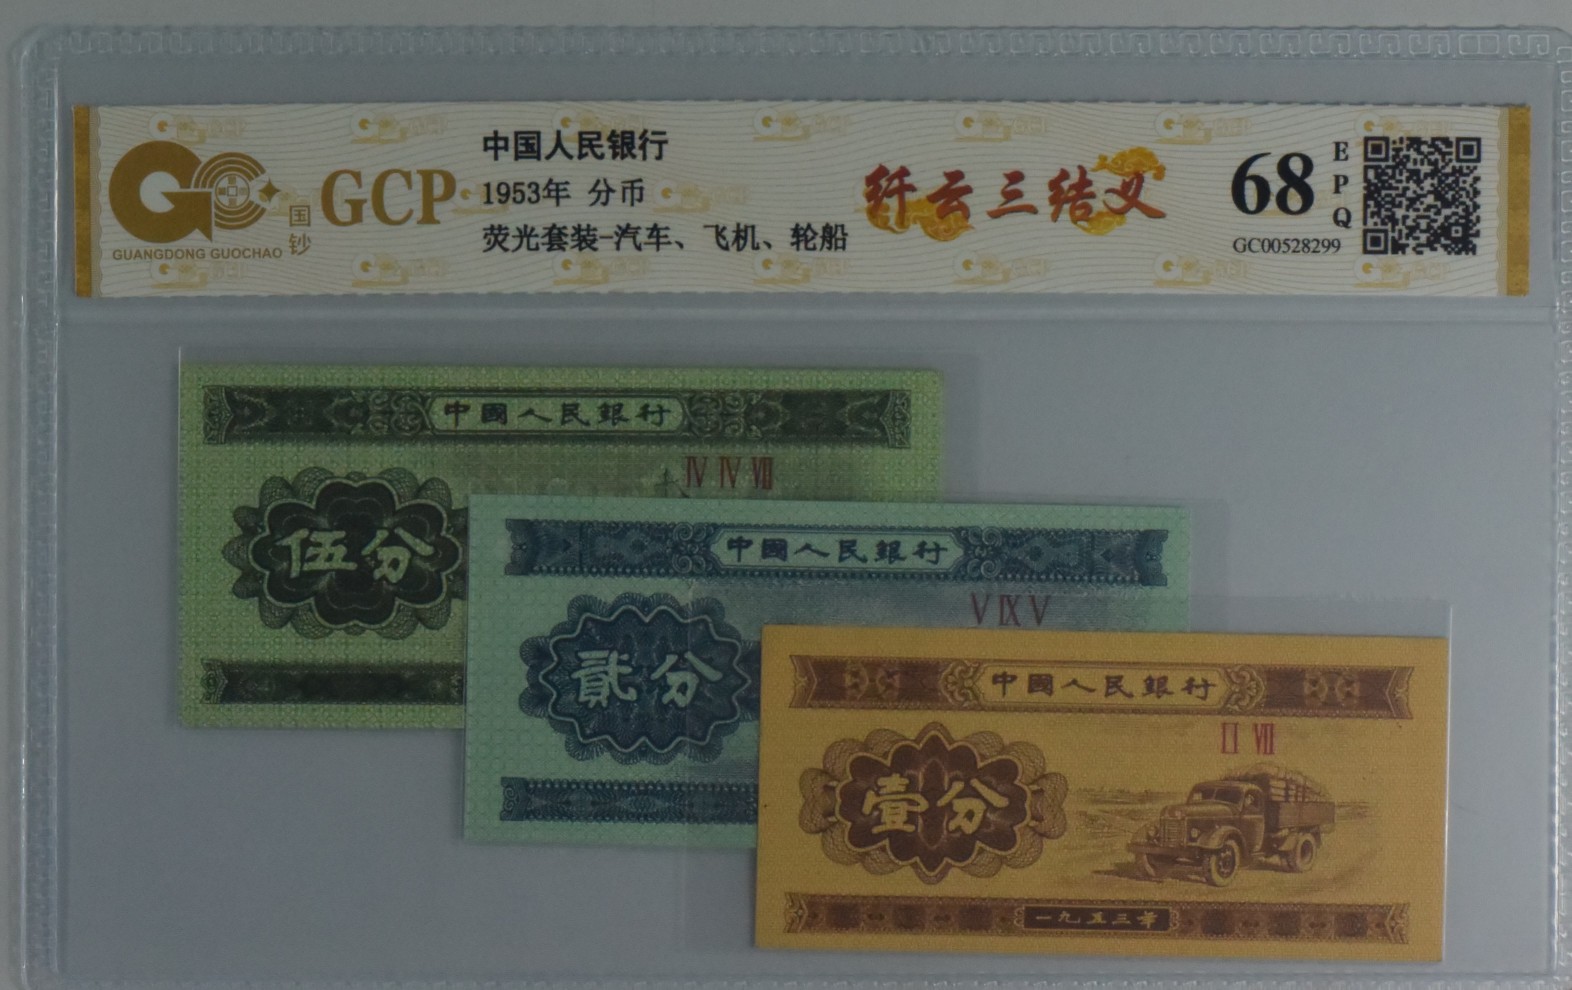 GUANGDONG GUOCHAO
国钞
GCP
中国人民银行
1953年 分币
荧光套装-汽车、飞机、轮船
纤云三结义
68
EPQ
GC00528299
中國人民銀行
IV IV VII
伍分
中國人民銀行
V IX V
貳分
中國人民銀行
II VII
壹分
一九五三年